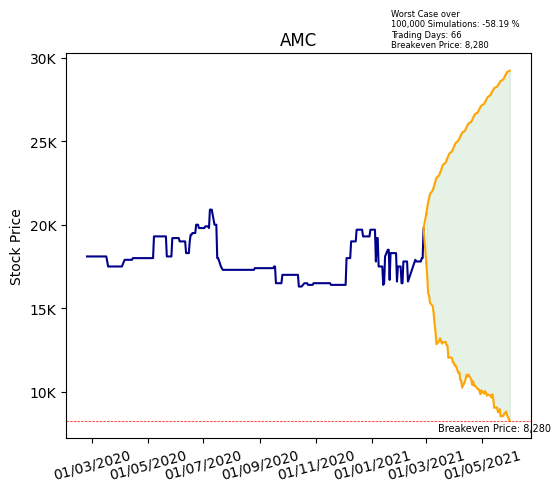 Worst Case over
100,000 Simulations: -58.19 %
Trading Days: 66
Breakeven Price: 8,280
AMC
30K
25K
20K
15K
10K
Stock Price
Breakeven Price: 8,280
01/03/2020
01/05/2020
01/07/2020
01/09/2020
01/11/2020
01/01/2021
01/03/2021
01/05/2021